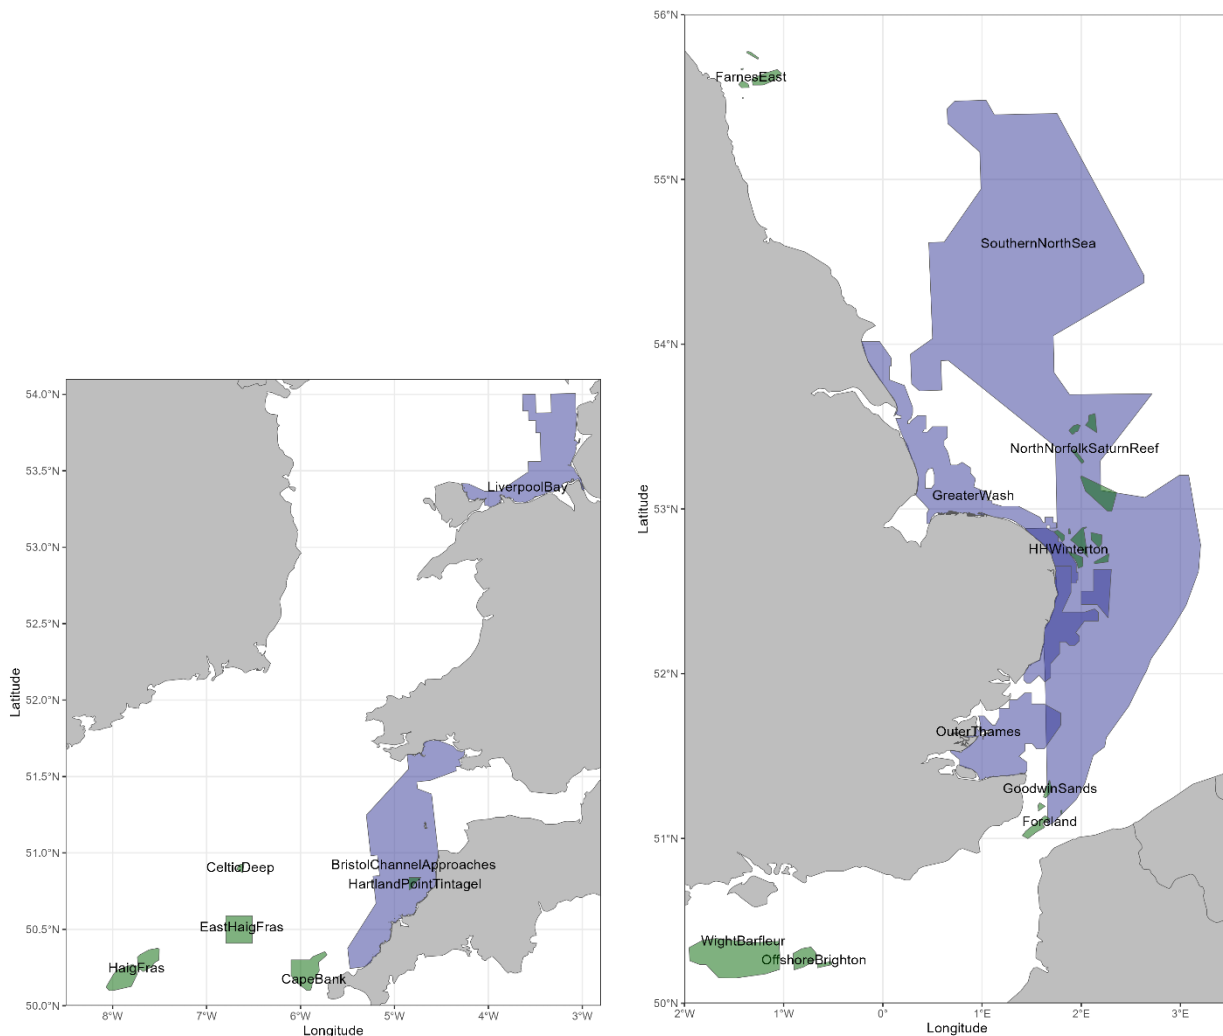 54.0°N
53.5°N
53.0°N
52.5°N
52.0°N
51.5°N
51.0°N
50.5°N
50.0°N
Latitude
LiverpoolBay
BristolChannelApproaches
CelticDeep
HartlandPointTintagel
EastHaigFras
HaigFras
CapeBank
8°W 7°W 6°W 5°W 4°W 3°W
Longitude
56°N
55°N
54°N
53°N
52°N
51°N
50°N
Latitude
FarnesEast
SouthernNorthSea
NorthNorfolkSaturnReef
GreaterWash
HHWinterton
OuterThames
GoodwinSands
Foreland
WightBarfleur
OffshoreBrighton
2°W 1°W 0° 1°E 2°E 3°E
Longitude